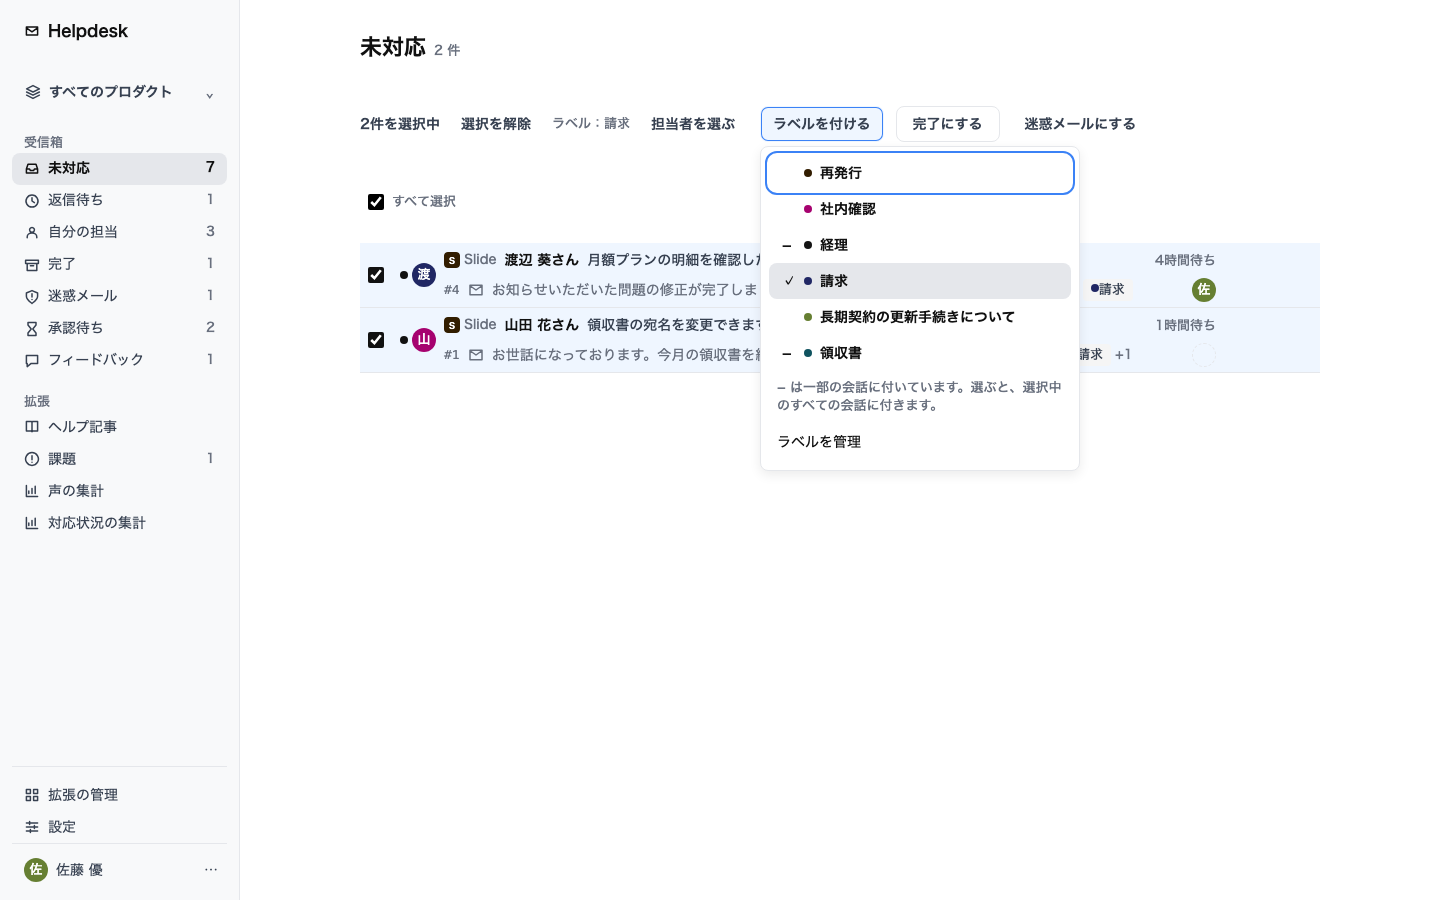 Helpdesk
すべてのプロダクト
受信箱
未対応 7
返信待ち 1
自分の担当 3
完了 1
迷惑メール 1
承認待ち 2
フィードバック 1
拡張
ヘルプ記事
課題 1
声の集計
対応状況の集計
拡張の管理
設定
佐 佐藤 優 …
未対応 2 件
2件を選択中 選択を解除 ラベル：請求 担当者を選ぶ ラベルを付ける 完了にする 迷惑メールにする
すべて選択
渡 S Slide 渡辺 葵さん 月額プランの明細を確認し 4時間待ち
#4 お知らせいただいた問題の修正が完了しま 請求 佐
山 S Slide 山田 花さん 領収書の宛名を変更できます 1時間待ち
#1 お世話になっております。今月の領収書を 請求 +1
再発行
社内確認
– 経理
✓ 請求
長期契約の更新手続きについて
– 領収書
– は一部の会話に付いています。選ぶと、選択中
のすべての会話に付きます。
ラベルを管理